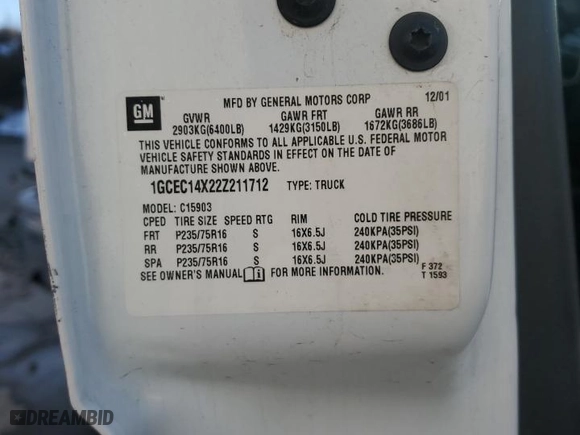 GM
MFD BY GENERAL MOTORS CORP 12/01
GVWR GAWR FRT GAWR RR
2903KG(6400LB) 1429KG(3150LB) 1672KG(3686LB)
THIS VEHICLE CONFORMS TO ALL APPLICABLE U.S. FEDERAL MOTOR
VEHICLE SAFETY STANDARDS IN EFFECT ON THE DATE OF
MANUFACTURE SHOWN ABOVE.
1GCEC14X22Z211712 TYPE: TRUCK
MODEL: C15903
CPED TIRE SIZE SPEED RTG RIM COLD TIRE PRESSURE
FRT P235/75R16 S 16X6.5J 240KPA(35PSI)
RR P235/75R16 S 16X6.5J 240KPA(35PSI)
SPA P235/75R16 S 16X6.5J 240KPA(35PSI)
SEE OWNER'S MANUAL FOR MORE INFORMATION.
F 372
T 1593
DREAMBID